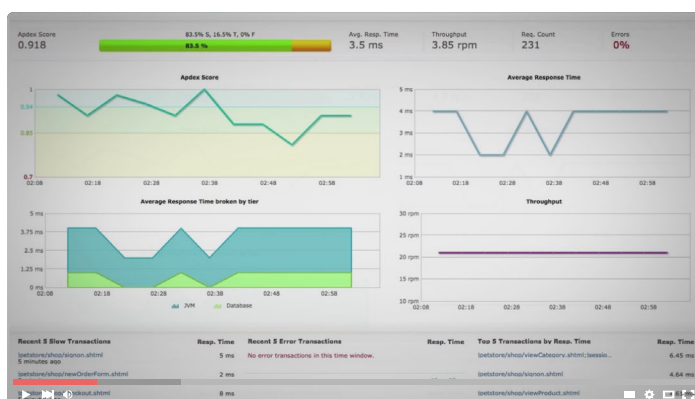 Apdex Score
0.918
83.5% S, 16.5% T, 0% F
83.5 %
Avg. Resp. Time
3.5 ms
Throughput
3.85 rpm
Req. Count
231
Errors
0%
Apdex Score
1
0.94
0.85
0.7
02:08 02:18 02:28 02:38 02:48 02:58
Average Response Time
5 ms
4 ms
3 ms
2 ms
1 ms
02:08 02:18 02:28 02:38 02:48 02:58
Average Response Time broken by tier
5 ms
3.75 ms
2.5 ms
1.25 ms
0 ms
02:08 02:18 02:28 02:38 02:48 02:58
JVM Database
Throughput
30 rpm
25 rpm
20 rpm
15 rpm
10 rpm
02:08 02:18 02:28 02:38 02:48 02:58
Recent 5 Slow Transactions Resp. Time
jpetstore/shop/signon.shtml 5 ms
5 minutes ago
jpetstore/shop/newOrderForm.shtml 2 ms
8 ms
Recent 5 Error Transactions Resp. Time
No error transactions in this time window.
Top 5 Transactions by Resp. Time Resp. Time
jpetstore/shop/viewCategory.shtml;jsessio... 6.45 ms
jpetstore/shop/signon.shtml 4.64 ms
jpetstore/shop/viewProduct.shtml